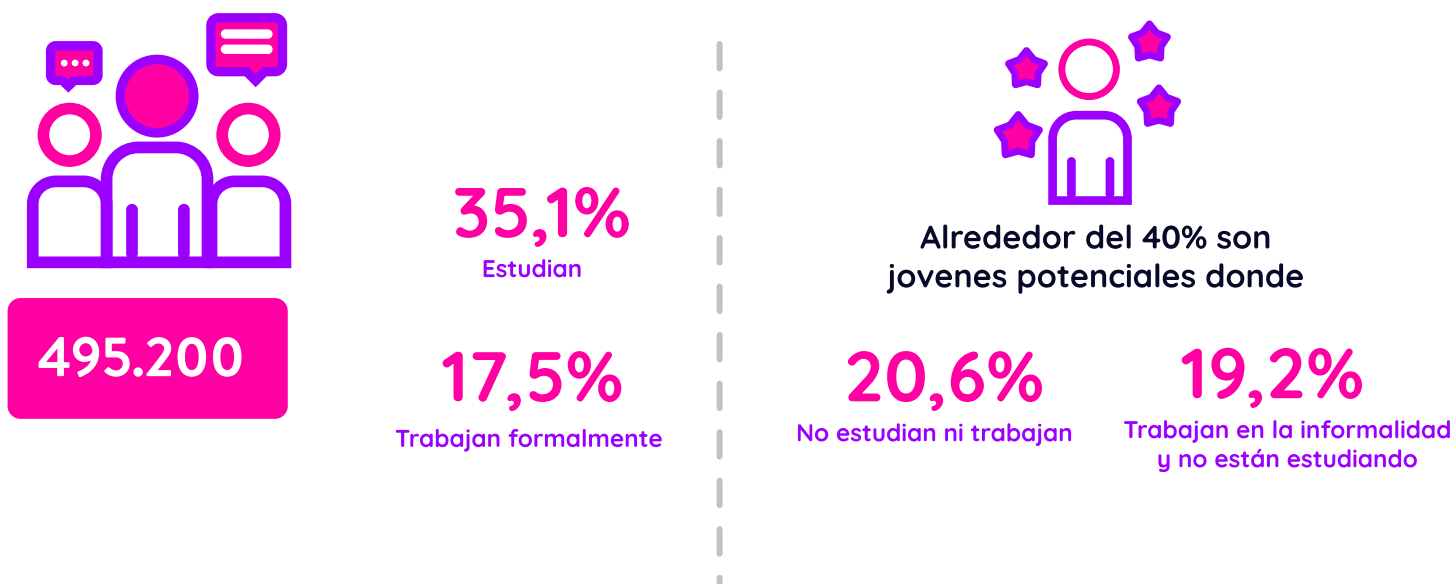 495.200
35,1%
Estudian
17,5%
Trabajan formalmente
Alrededor del 40% son
jovenes potenciales donde
20,6%
No estudian ni trabajan
19,2%
Trabajan en la informalidad
y no están estudiando